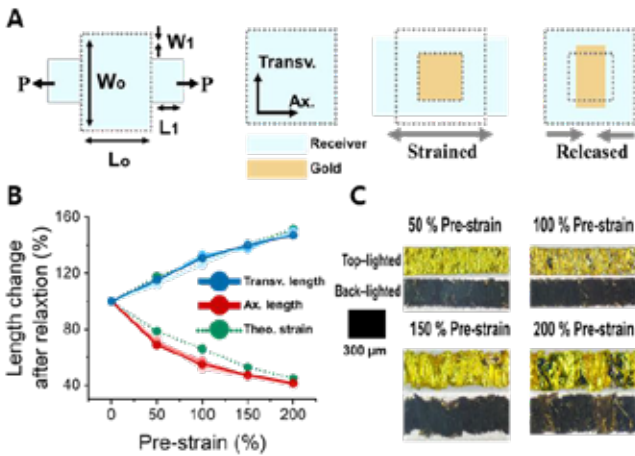 A
W1
P
Wo
P
L1
Lo
Transv.
Ax.
Receiver
Gold
Strained
Released
B
Length change
after relaxtion (%)
160
120
80
40
Transv. length
Ax. length
Theo. strain
0 50 100 150 200
Pre-strain (%)
C
50 % Pre-strain 100 % Pre-strain
Top-lighted
Back-lighted
300 μm
150 % Pre-strain 200 % Pre-strain